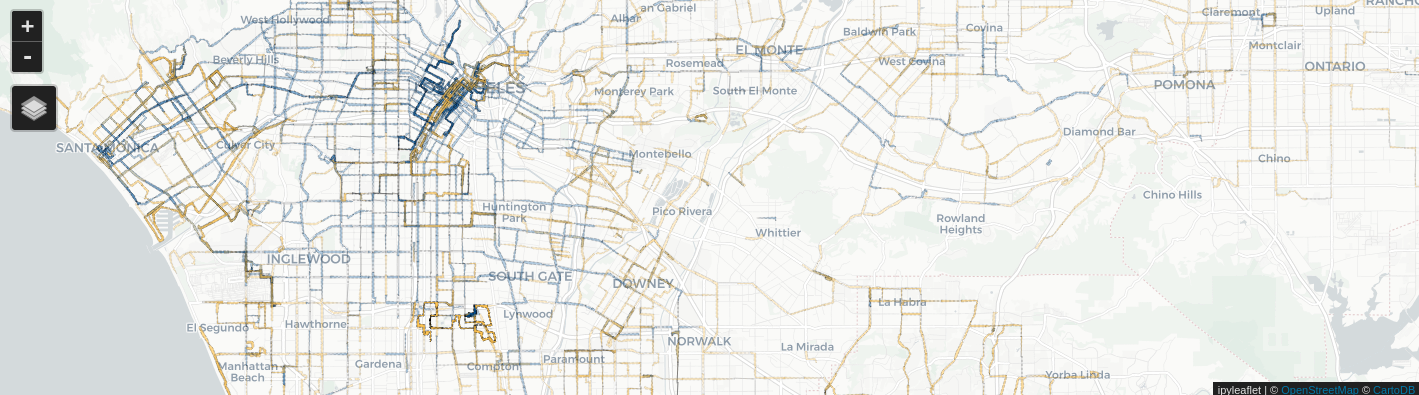 +
-
West Hollywood
Albar
an Gabriel
Baldwin Park
Covina
Claremont
Upland
RANCHO
Beverly Hills
EL MONTE
Rosemead
West Covina
Montclair
ONTARIO
POMONA
ELES
Monterey Park
South El Monte
SANTA MONICA
Culver City
Montebello
Diamond Bar
Chino
Chino Hills
Huntington
Park
Pico Rivera
Whittier
Rowland
Heights
INGLEWOOD
SOUTH GATE
DOWNEY
La Habra
El Segundo
Hawthorne
Lynwood
NORWALK
La Mirada
Manhattan
Beach
Gardena
Compton
Paramount
Yorba Linda
ipyleaflet | © OpenStreetMap © CartoDB